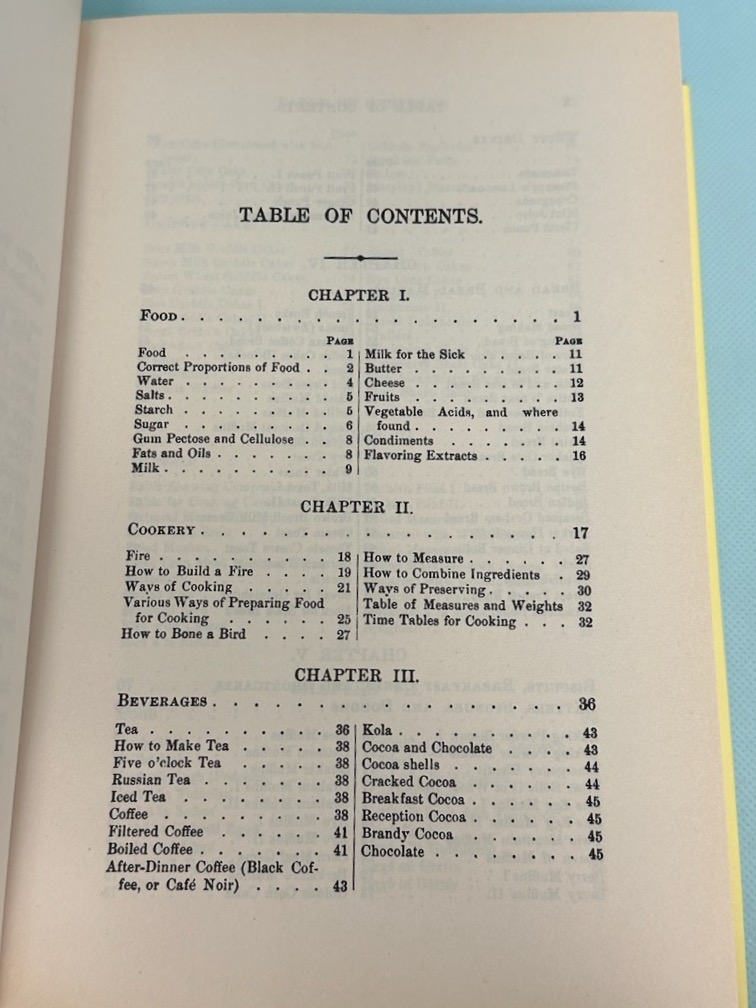 TABLE OF CONTENTS.
CHAPTER I.
FOOD . . . . . . . . . . . . . . . . . . . 1
PAGE
Food . . . . . . . . . 1
Correct Proportions of Food . . 2
Water . . . . . . . . . 4
Salts . . . . . . . . . . 5
Starch . . . . . . . . . 5
Sugar . . . . . . . . . 6
Gum Pectose and Cellulose . . 8
Fats and Oils . . . . . . . 8
Milk . . . . . . . . . . 9
PAGE
Milk for the Sick . . . . . 11
Butter . . . . . . . . . 11
Cheese . . . . . . . . . 12
Fruits . . . . . . . . . 13
Vegetable Acids, and where
found . . . . . . . . . 14
Condiments . . . . . . . 14
Flavoring Extracts . . . . . 16
CHAPTER II.
COOKERY . . . . . . . . . . . . . . . . . . 17
Fire . . . . . . . . . . 18
How to Build a Fire . . . . 19
Ways of Cooking . . . . . 21
Various Ways of Preparing Food
for Cooking . . . . . . 25
How to Bone a Bird . . . . 27
How to Measure . . . . . . 27
How to Combine Ingredients . 29
Ways of Preserving . . . . . 30
Table of Measures and Weights 32
Time Tables for Cooking . . . 32
CHAPTER III.
BEVERAGES . . . . . . . . . . . . . . . . . 36
Tea . . . . . . . . . . 36
How to Make Tea . . . . . 38
Five o'clock Tea . . . . . 38
Russian Tea . . . . . . . 38
Iced Tea . . . . . . . . 38
Coffee . . . . . . . . . 38
Filtered Coffee . . . . . . 41
Boiled Coffee . . . . . . . 41
After-Dinner Coffee (Black Cof-
fee, or Café Noir) . . . . 43
Kola . . . . . . . . . . 43
Cocoa and Chocolate . . . . 43
Cocoa shells . . . . . . . 44
Cracked Cocoa . . . . . . 44
Breakfast Cocoa . . . . . . 45
Reception Cocoa . . . . . . 45
Brandy Cocoa . . . . . . 45
Chocolate . . . . . . . . 45